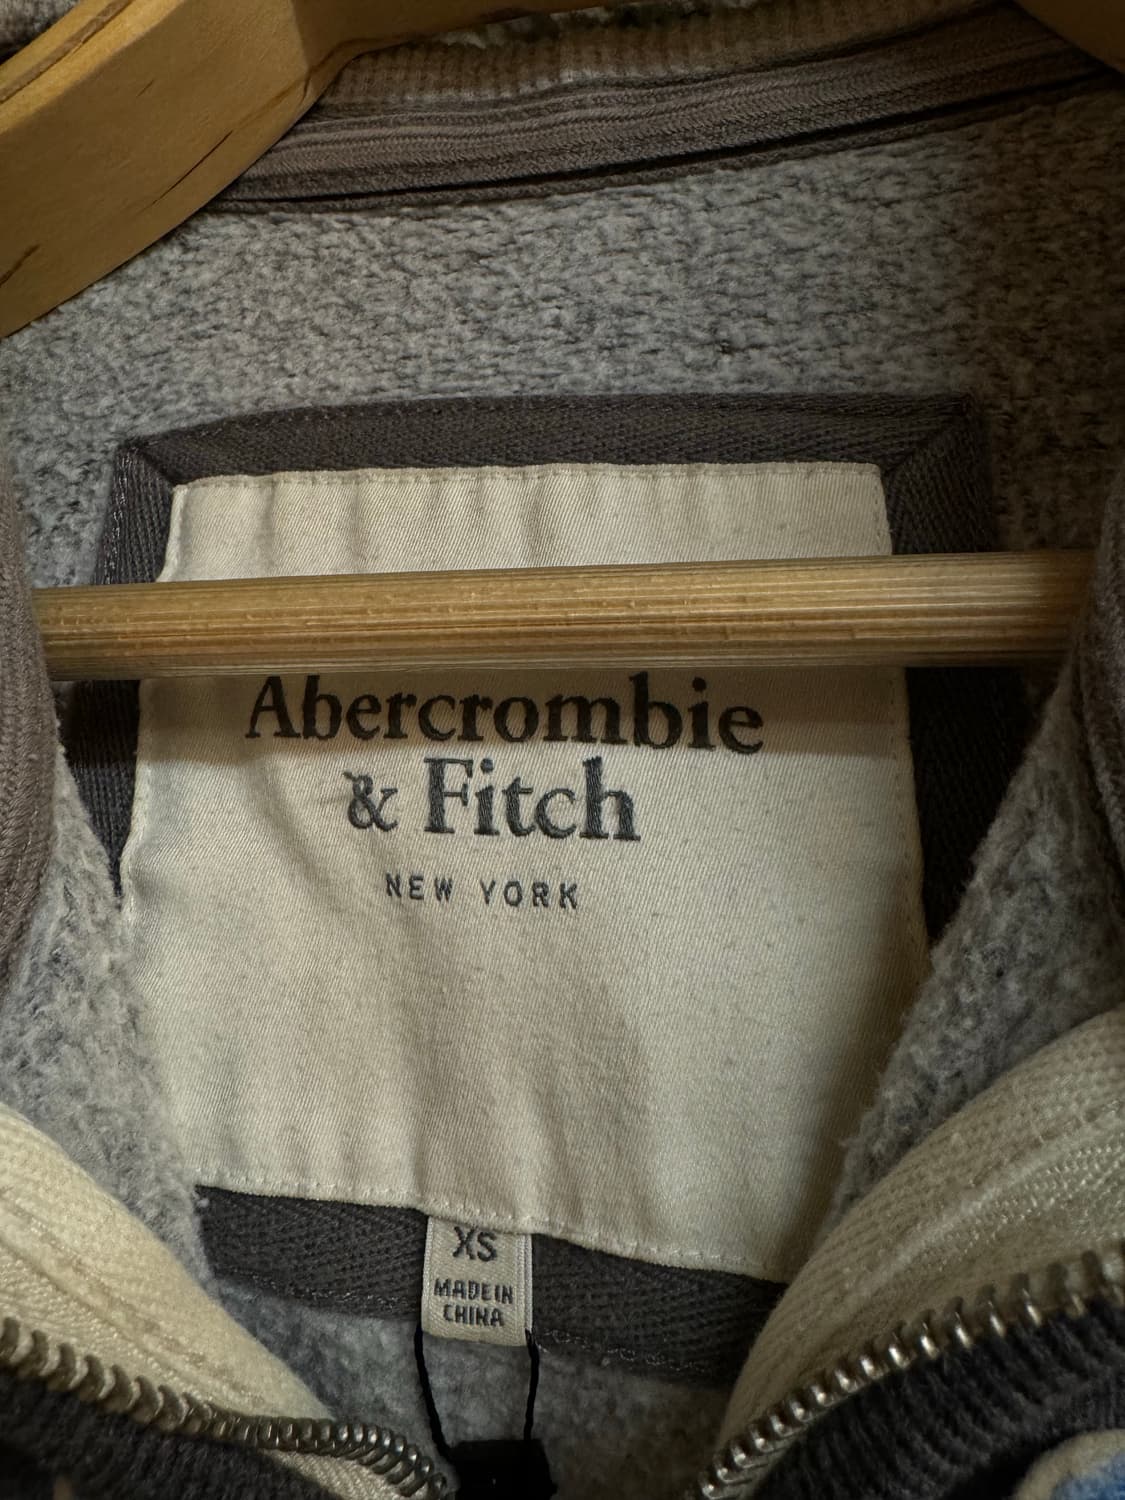 Abercrombie
& Fitch
NEW YORK
XS
MADE IN
CHINA